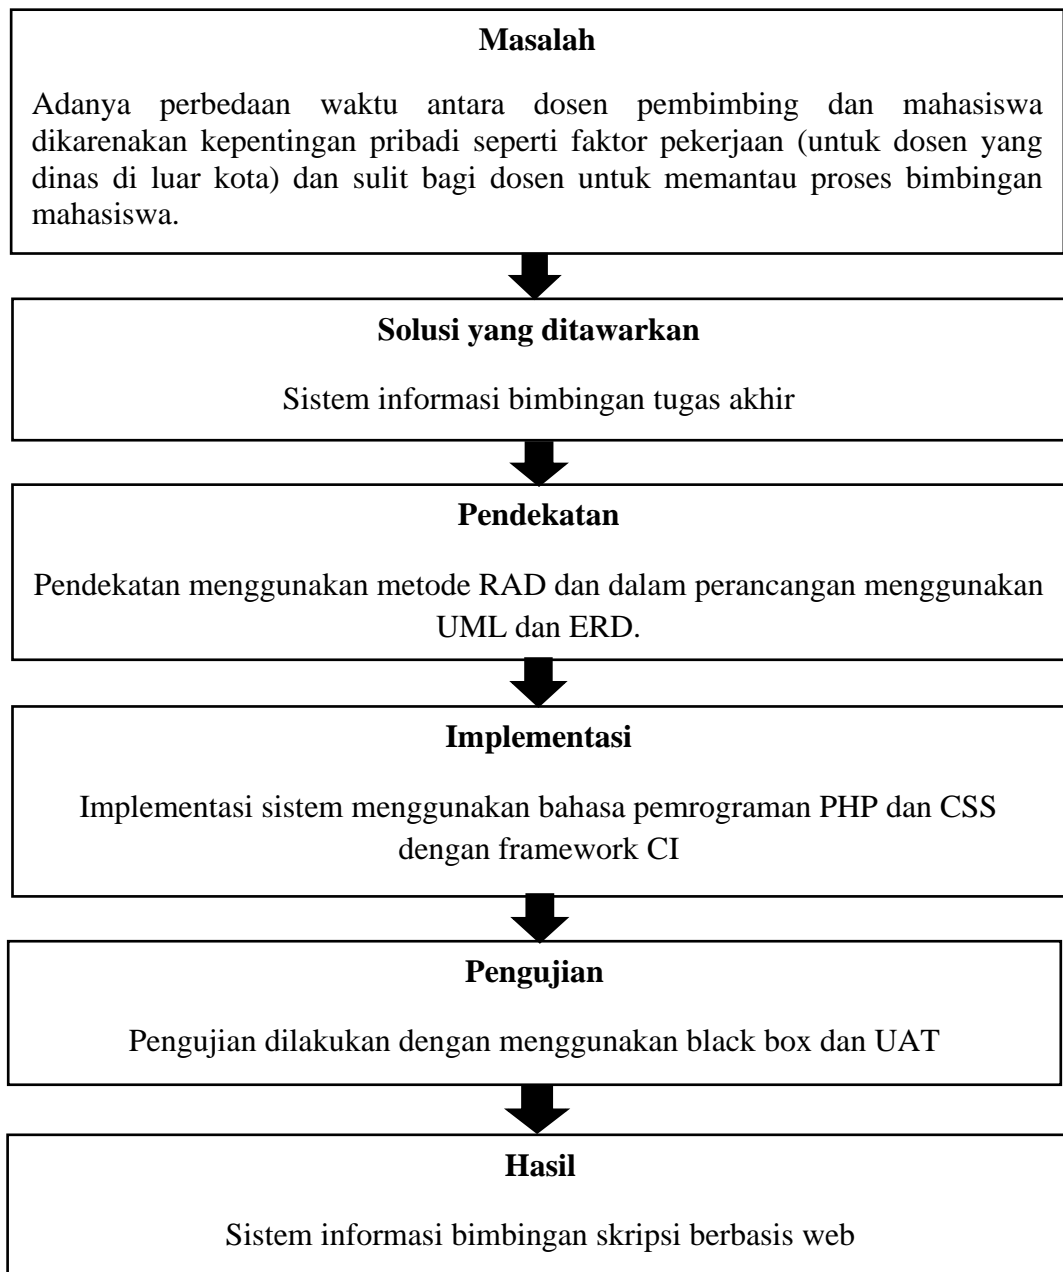 Masalah
Adanya perbedaan waktu antara dosen pembimbing dan mahasiswa
dikarenakan kepentingan pribadi seperti faktor pekerjaan (untuk dosen yang
dinas di luar kota) dan sulit bagi dosen untuk memantau proses bimbingan
mahasiswa.
Solusi yang ditawarkan
Sistem informasi bimbingan tugas akhir
Pendekatan
Pendekatan menggunakan metode RAD dan dalam perancangan menggunakan
UML dan ERD.
Implementasi
Implementasi sistem menggunakan bahasa pemrograman PHP dan CSS
dengan framework CI
Pengujian
Pengujian dilakukan dengan menggunakan black box dan UAT
Hasil
Sistem informasi bimbingan skripsi berbasis web